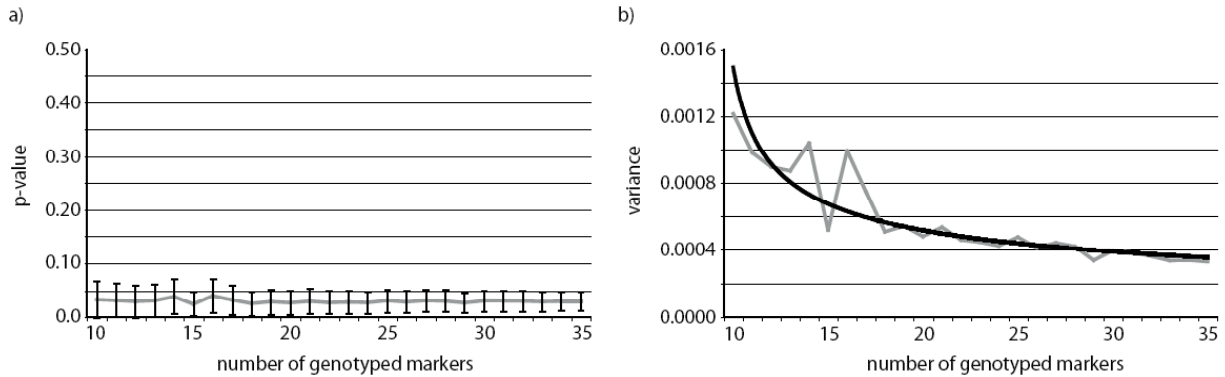 a)
0.50
0.40
0.30
0.20
0.10
0.0
p-value
10 15 20 25 30 35
number of genotyped markers
b)
0.0016
0.0012
0.0008
0.0004
0.0000
variance
10 15 20 25 30 35
number of genotyped markers